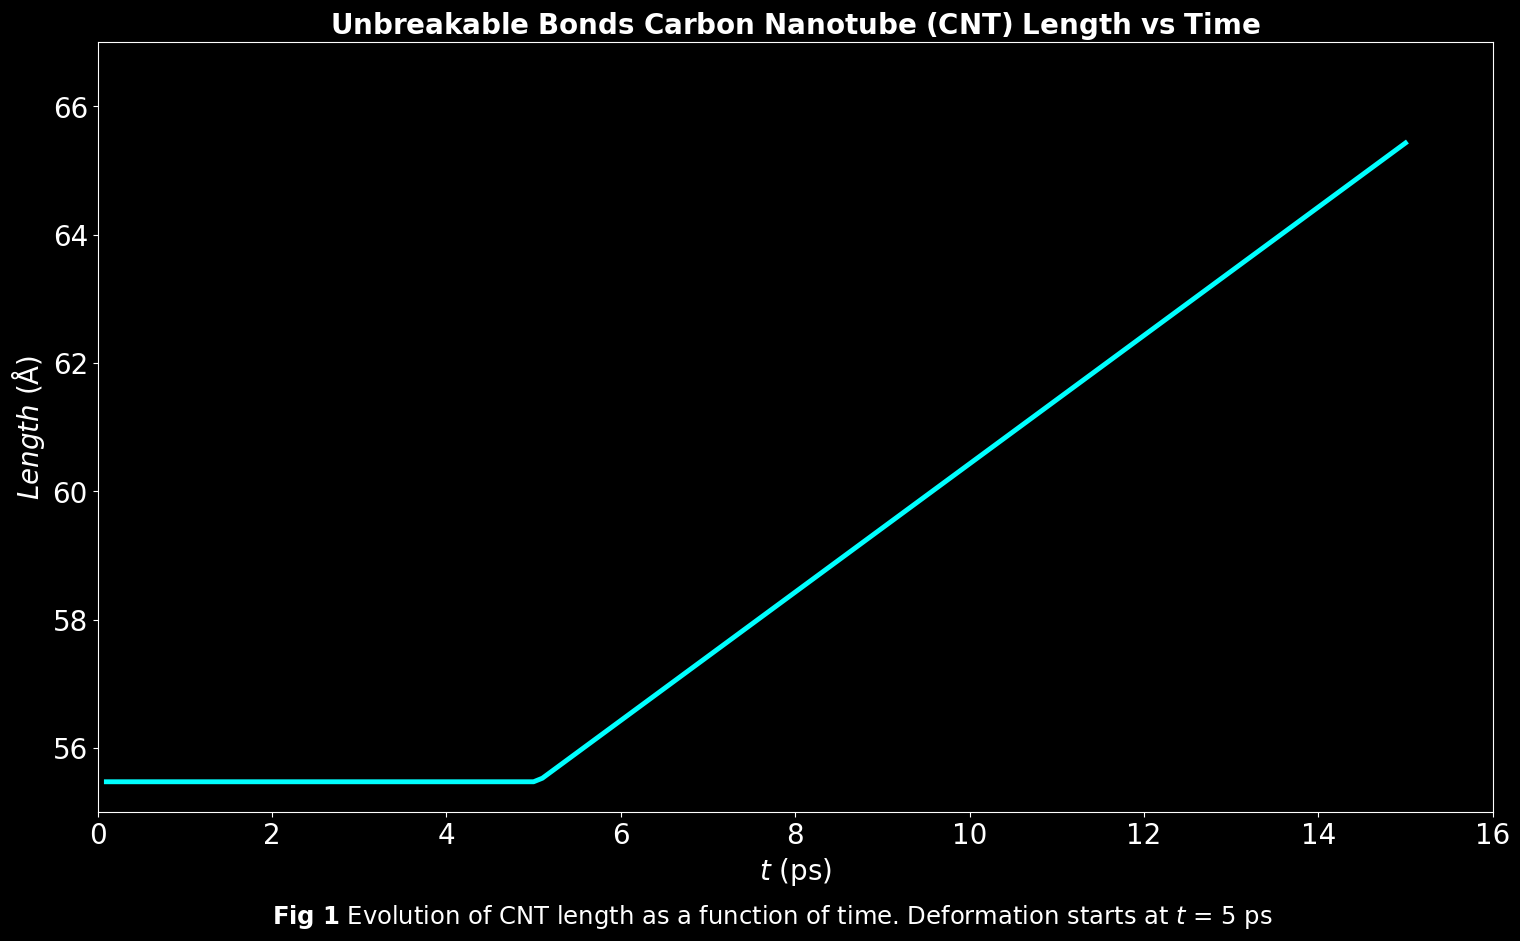 Unbreakable Bonds Carbon Nanotube (CNT) Length vs Time
66
64
62
60
58
56
Length (Å)
0 2 4 6 8 10 12 14 16
t (ps)
Fig 1 Evolution of CNT length as a function of time. Deformation starts at t = 5 ps